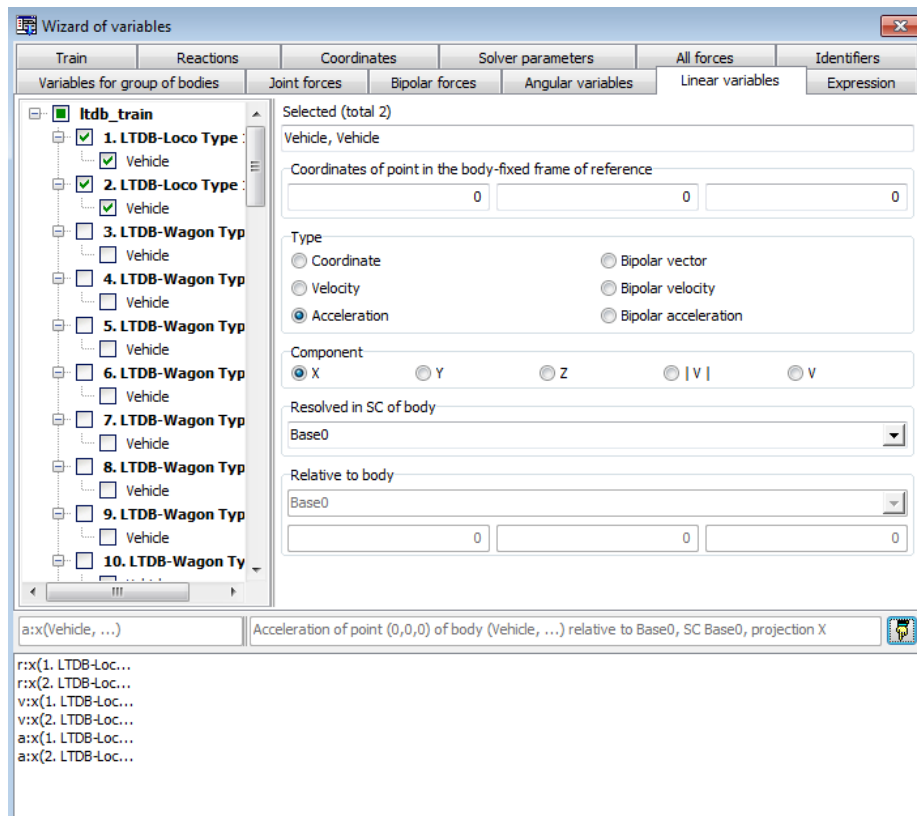 Wizard of variables
Train Reactions Coordinates Solver parameters All forces Identifiers
Variables for group of bodies Joint forces Bipolar forces Angular variables Linear variables Expression
ltdb_train
1. LTDB-Loco Type
Vehicle
2. LTDB-Loco Type
Vehicle
3. LTDB-Wagon Typ
Vehicle
4. LTDB-Wagon Typ
Vehicle
5. LTDB-Wagon Typ
Vehicle
6. LTDB-Wagon Typ
Vehicle
7. LTDB-Wagon Typ
Vehicle
8. LTDB-Wagon Typ
Vehicle
9. LTDB-Wagon Typ
Vehicle
10. LTDB-Wagon Ty
Selected (total 2)
Vehicle, Vehicle
Coordinates of point in the body-fixed frame of reference
0 0 0
Type
Coordinate Bipolar vector
Velocity Bipolar velocity
Acceleration Bipolar acceleration
Component
X Y Z | V | V
Resolved in SC of body
Base0
Relative to body
Base0
0 0 0
a:x(Vehicle, ...) Acceleration of point (0,0,0) of body (Vehicle, ...) relative to Base0, SC Base0, projection X
r:x(1. LTDB-Loc...
r:x(2. LTDB-Loc...
v:x(1. LTDB-Loc...
v:x(2. LTDB-Loc...
a:x(1. LTDB-Loc...
a:x(2. LTDB-Loc...